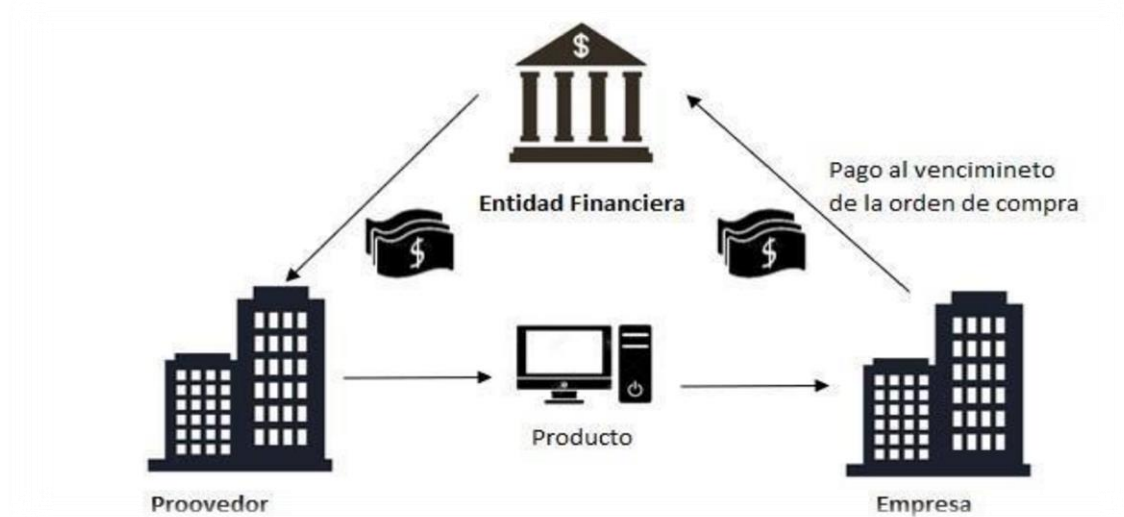 $
Entidad Financiera
Pago al vencimineto
de la orden de compra
$
$
Producto
Proovedor
Empresa